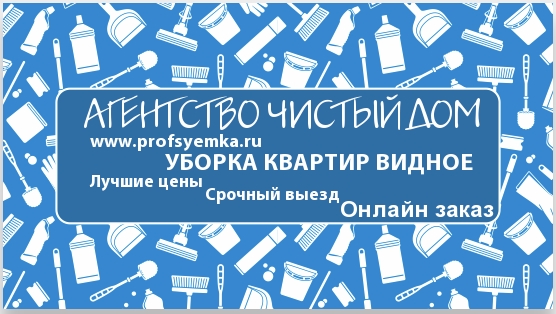 АГЕНТСТВО ЧИСТЫЙ ДОМ
www.profsyemka.ru
УБОРКА КВАРТИР ВИДНОЕ
Лучшие цены
Срочный выезд
Онлайн заказ